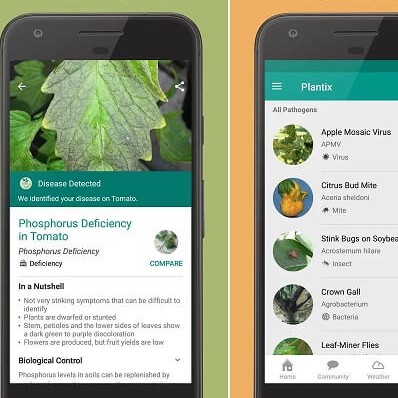 Disease Detected
We identified your disease on Tomato.
Phosphorus Deficiency
in Tomato
Phosphorus Deficiency
Deficiency
COMPARE
In a Nutshell
• Not very striking symptoms that can be difficult to
identify
• Plants are dwarfed or stunted
• Stem, petioles and the lower sides of leaves show
a dark green to purple discoloration
• Flowers are produced, but fruit yields are low
Biological Control
Phosphorus levels in soils can be replenished by
Plantix
All Pathogens
Apple Mosaic Virus
APMV
Virus
Citrus Bud Mite
Aceria sheldoni
Mite
Stink Bugs on Soybea
Acrosternum hilare
Insect
Crown Gall
Agrobacterium
Bacteria
Leaf-Miner Flies
Home
Community
Weather